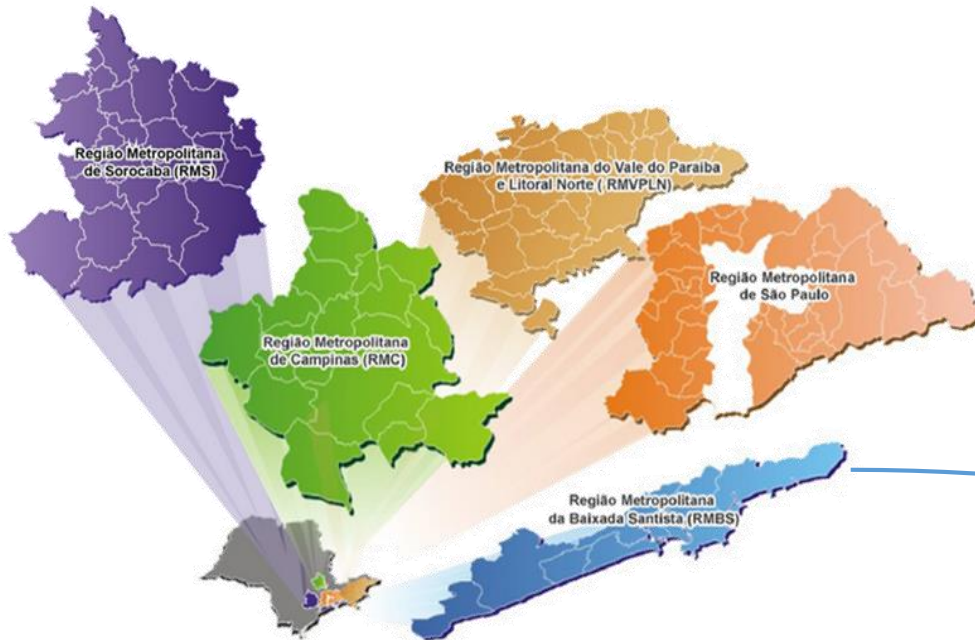 Região Metropolitana
de Sorocaba (RMS)
Região Metropolitana do Vale do Paraiba
e Litoral Norte ( RMVPLN)
Região Metropolitana
de São Paulo
Região Metropolitana
de Campinas (RMC)
Região Metropolitana
da Baixada Santista (RMBS)